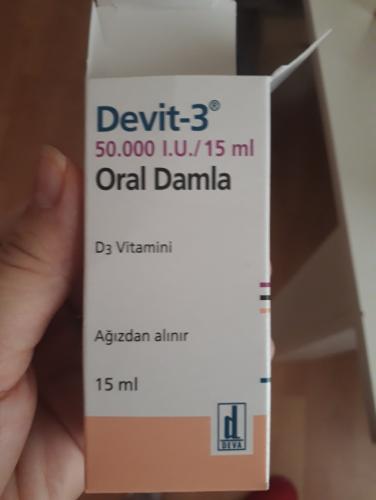 Devit-3®
50.000 I.U./15 ml
Oral Damla
D3 Vitamini
Ağızdan alınır
15 ml
d
DEVA